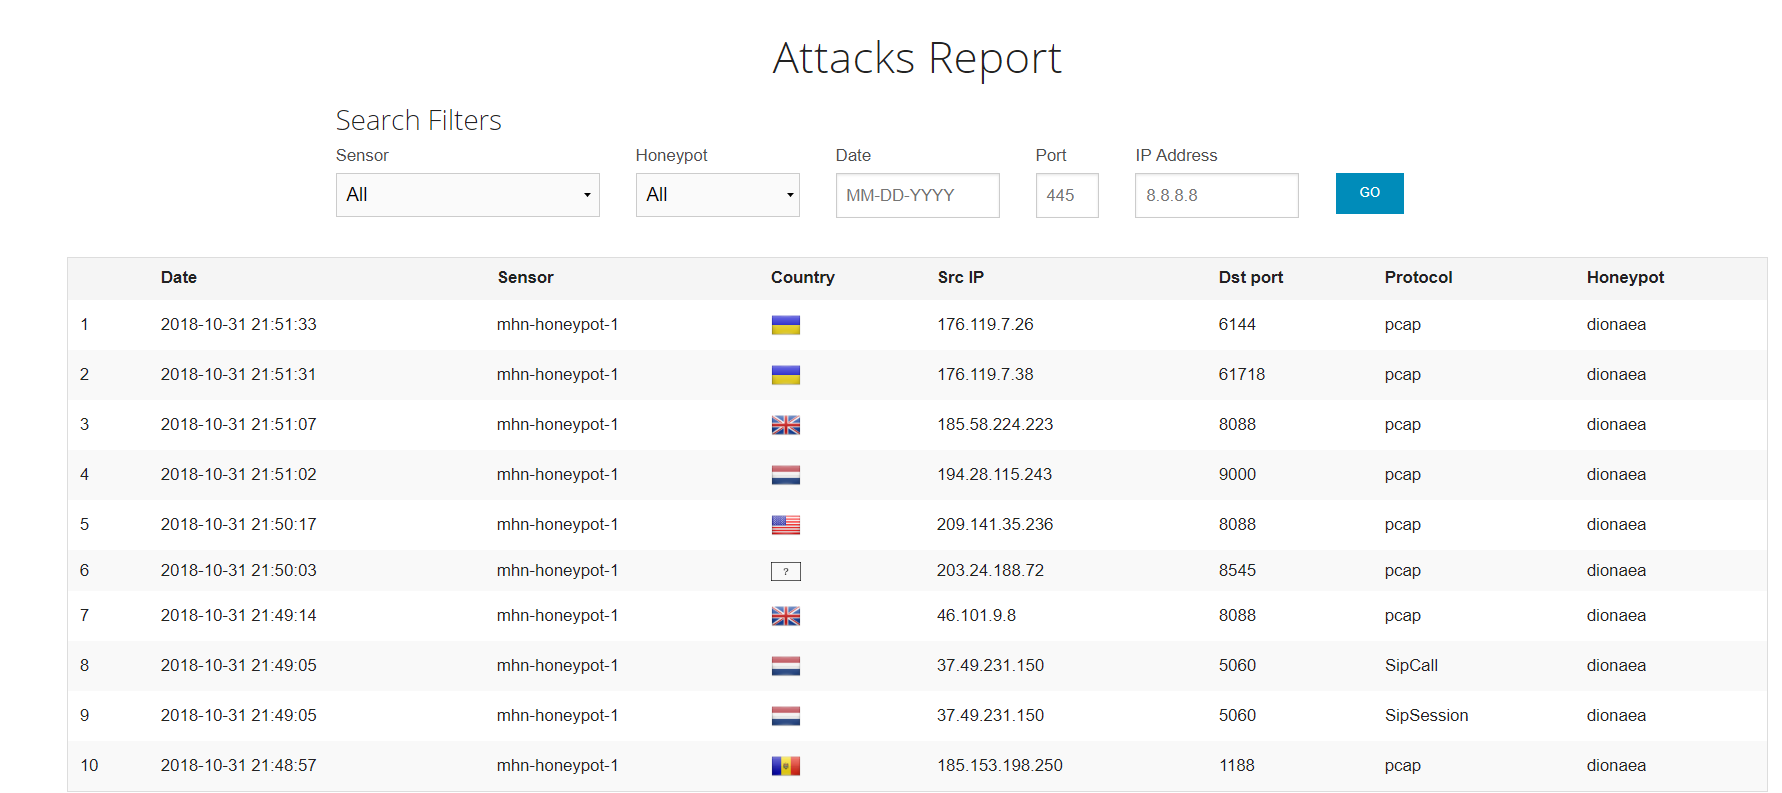 Attacks Report
Search Filters
Sensor Honeypot Date Port IP Address
All All MM-DD-YYYY 445 8.8.8.8 GO
Date Sensor Country Src IP Dst port Protocol Honeypot
1 2018-10-31 21:51:33 mhn-honeypot-1 176.119.7.26 6144 pcap dionaea
2 2018-10-31 21:51:31 mhn-honeypot-1 176.119.7.38 61718 pcap dionaea
3 2018-10-31 21:51:07 mhn-honeypot-1 185.58.224.223 8088 pcap dionaea
4 2018-10-31 21:51:02 mhn-honeypot-1 194.28.115.243 9000 pcap dionaea
5 2018-10-31 21:50:17 mhn-honeypot-1 209.141.35.236 8088 pcap dionaea
6 2018-10-31 21:50:03 mhn-honeypot-1 ? 203.24.188.72 8545 pcap dionaea
7 2018-10-31 21:49:14 mhn-honeypot-1 46.101.9.8 8088 pcap dionaea
8 2018-10-31 21:49:05 mhn-honeypot-1 37.49.231.150 5060 SipCall dionaea
9 2018-10-31 21:49:05 mhn-honeypot-1 37.49.231.150 5060 SipSession dionaea
10 2018-10-31 21:48:57 mhn-honeypot-1 185.153.198.250 1188 pcap dionaea